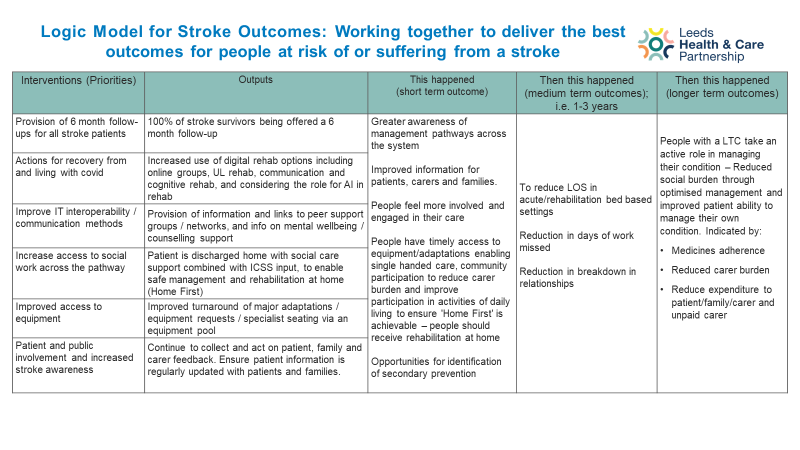 Logic Model for Stroke Outcomes: Working together to deliver the best
outcomes for people at risk of or suffering from a stroke
Leeds
Health & Care
Partnership
Interventions (Priorities)
Outputs
This happened
(short term outcome)
Then this happened
(medium term outcomes);
i.e. 1-3 years
Then this happened
(longer term outcomes)
Provision of 6 month follow-
ups for all stroke patients
100% of stroke survivors being offered a 6
month follow-up
Actions for recovery from
and living with covid
Increased use of digital rehab options including
online groups, UL rehab, communication and
cognitive rehab, and considering the role for AI in
rehab
Improve IT interoperability /
communication methods
Provision of information and links to peer support
groups / networks, and info on mental wellbeing /
counselling support
Increase access to social
work across the pathway
Patient is discharged home with social care
support combined with ICSS input, to enable
safe management and rehabilitation at home
(Home First)
Improved access to
equipment
Improved turnaround of major adaptations /
equipment requests / specialist seating via an
equipment pool
Patient and public
involvement and increased
stroke awareness
Continue to collect and act on patient, family and
carer feedback. Ensure patient information is
regularly updated with patients and families.
Greater awareness of
management pathways across
the system
Improved information for
patients, carers and families.
People feel more involved and
engaged in their care
People have timely access to
equipment/adaptations enabling
single handed care, community
participation to reduce carer
burden and improve
participation in activities of daily
living to ensure 'Home First' is
achievable – people should
receive rehabilitation at home
Opportunities for identification
of secondary prevention
To reduce LOS in
acute/rehabilitation bed based
settings
Reduction in days of work
missed
Reduction in breakdown in
relationships
People with a LTC take an
active role in managing
their condition – Reduced
social burden through
optimised management and
improved patient ability to
manage their own
condition. Indicated by:
• Medicines adherence
• Reduced carer burden
• Reduce expenditure to
patient/family/carer and
unpaid carer